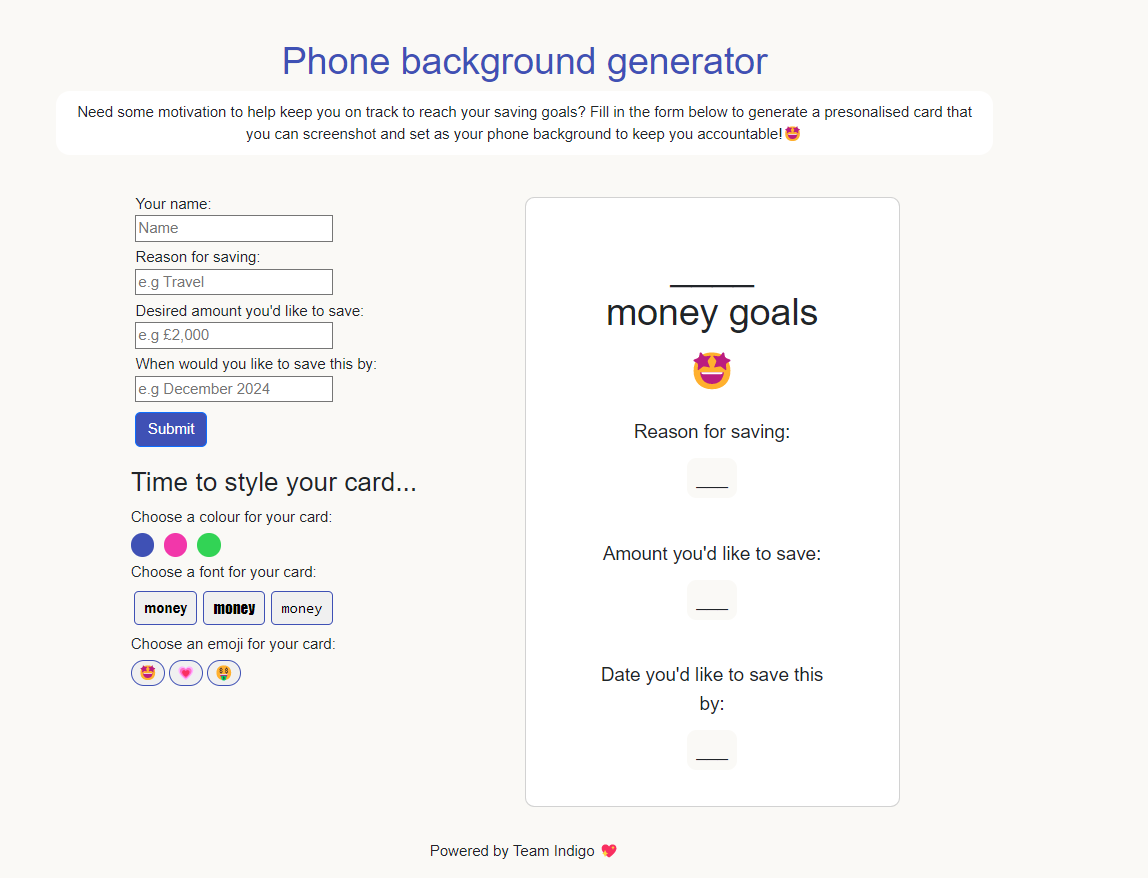 Phone background generator
Need some motivation to help keep you on track to reach your saving goals? Fill in the form below to generate a presonalised card that
you can screenshot and set as your phone background to keep you accountable!🤩
Your name:
Name
Reason for saving:
e.g Travel
Desired amount you'd like to save:
e.g £2,000
When would you like to save this by:
e.g December 2024
Submit
Time to style your card...
Choose a colour for your card:
Choose a font for your card:
money money money
Choose an emoji for your card:
🤩 💗 🤑
____
money goals
🤩
Reason for saving:
___
Amount you'd like to save:
___
Date you'd like to save this
by:
___
Powered by Team Indigo 💖